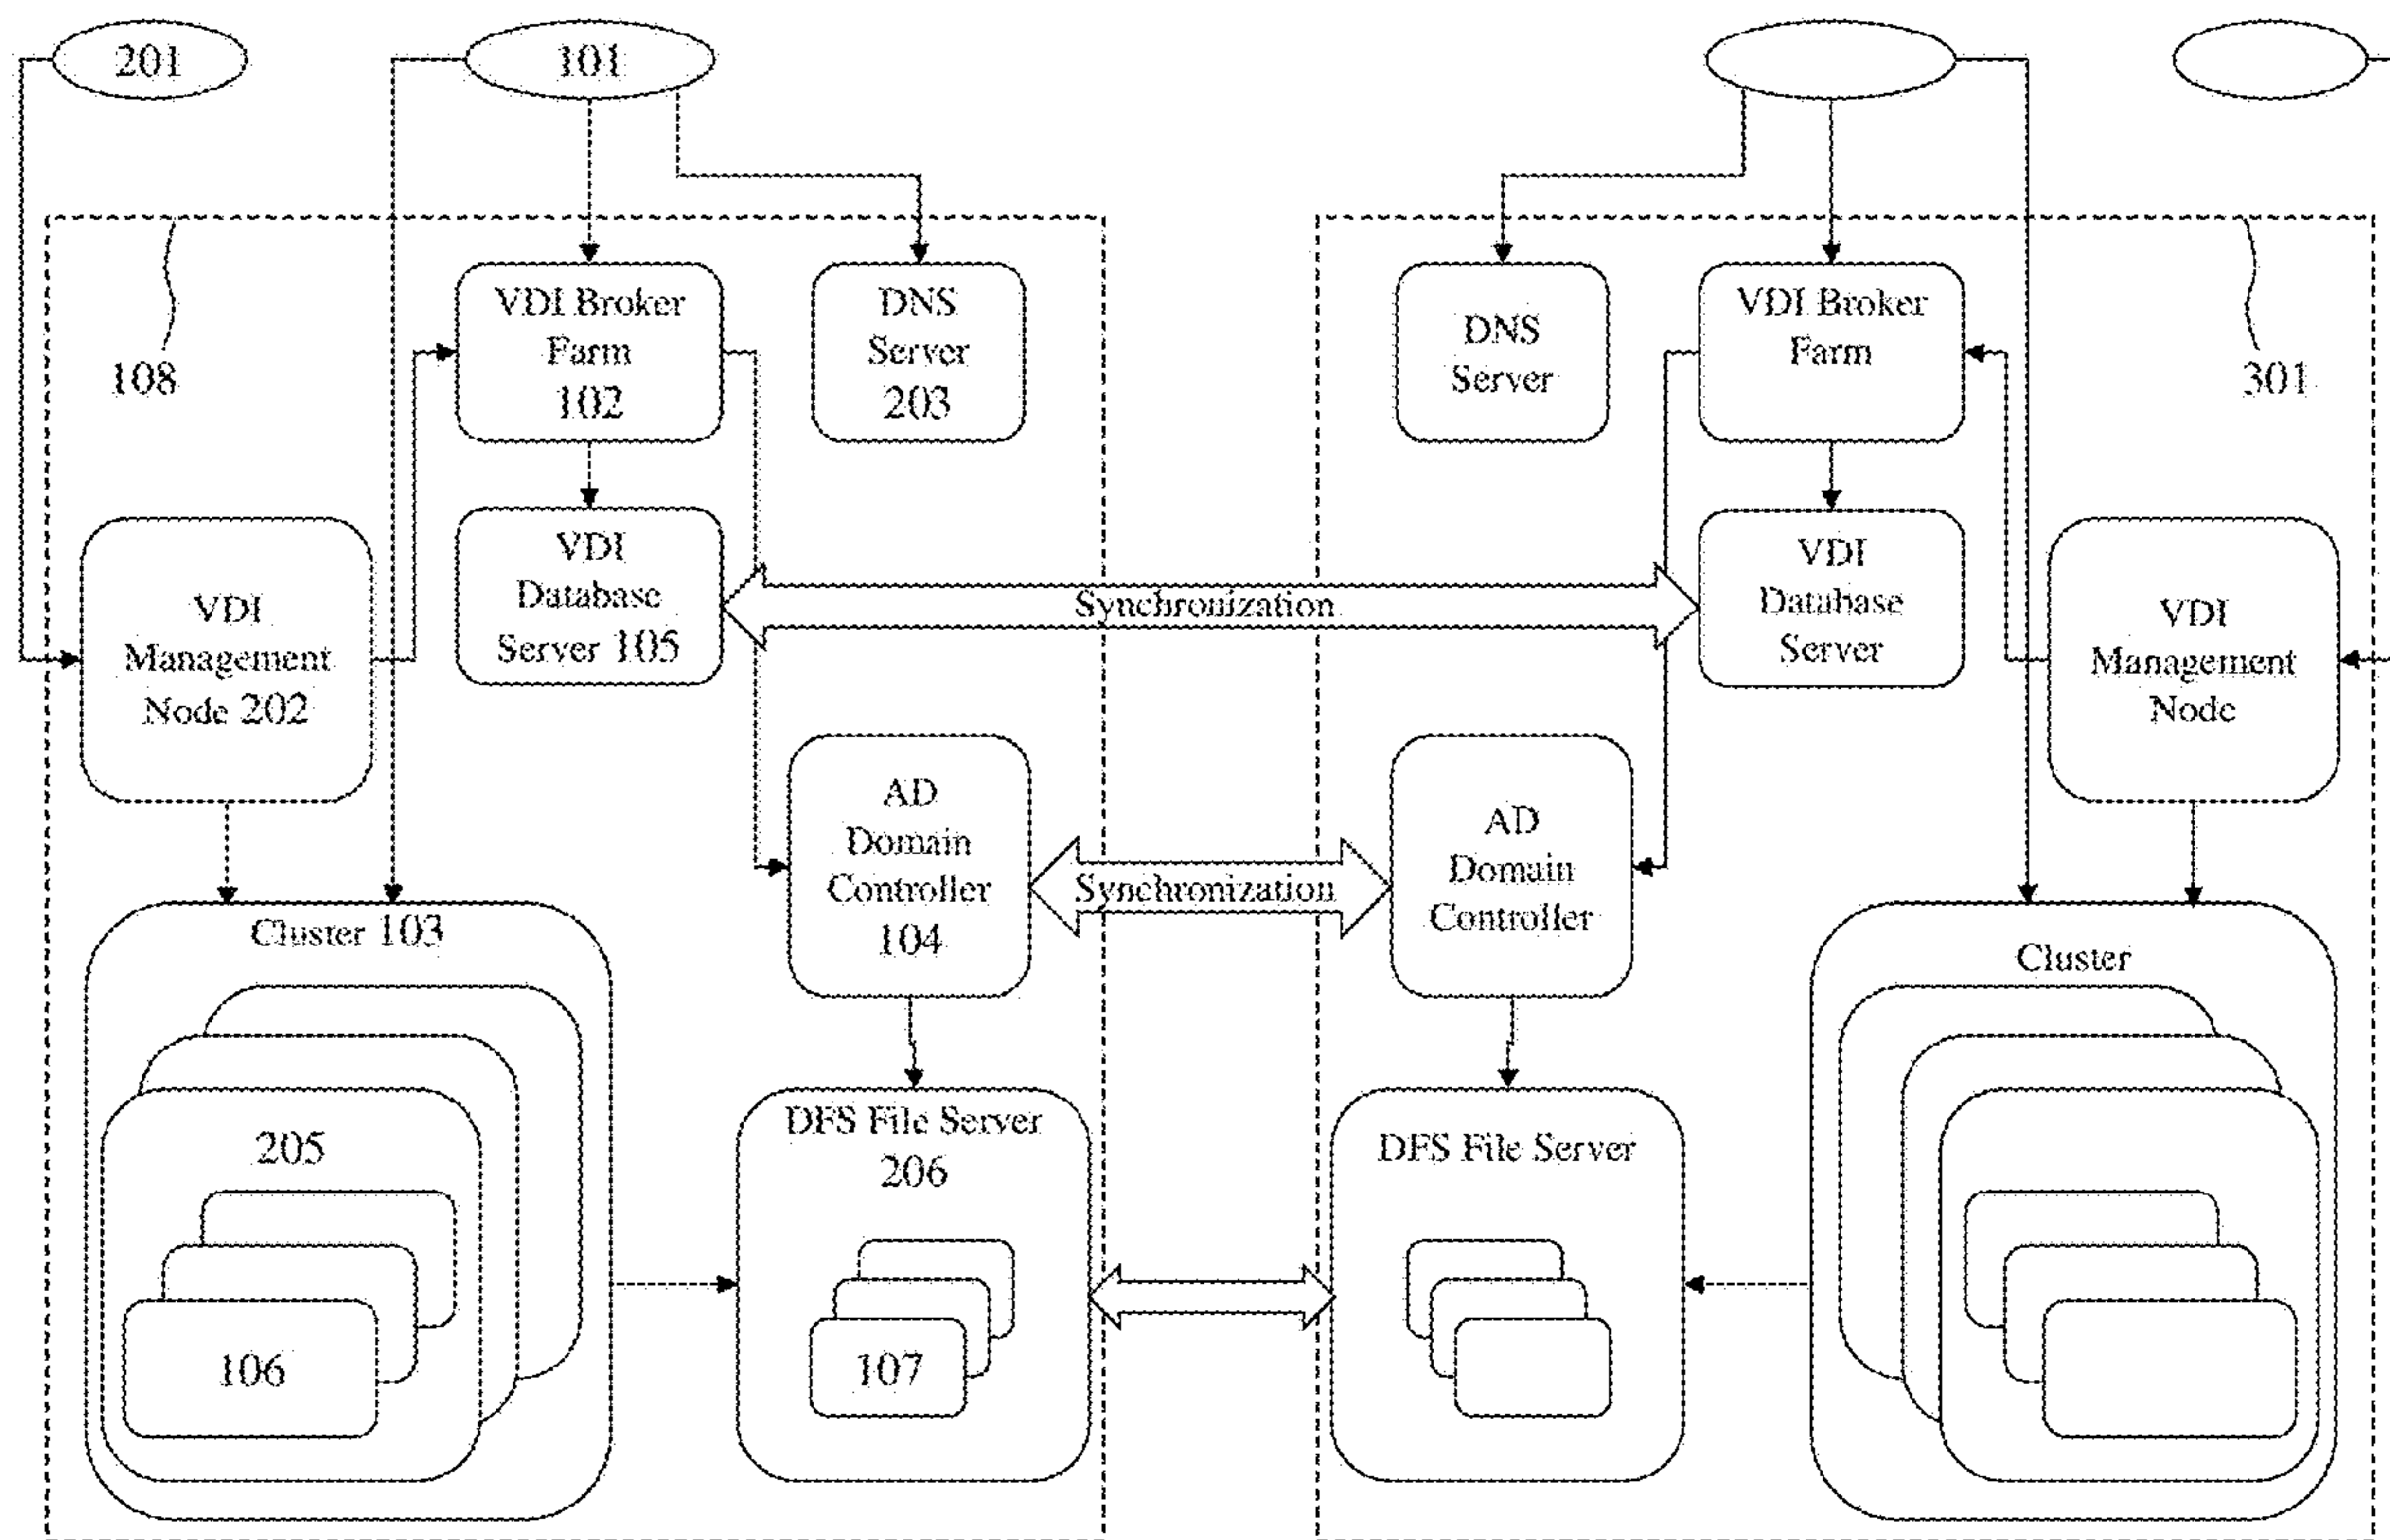 201
101
108
VDI Broker
Farm
102
DNS
Server
203
DNS
Server
VDI Broker
Farm
301
VDI
Management
Node 202
VDI
Database
Server 105
Synchronization
VDI
Database
Server
VDI
Management
Node
AD
Domain
Controller
104
Synchronization
AD
Domain
Controller
Cluster 103
205
106
DFS File Server
206
107
DFS File Server
Cluster